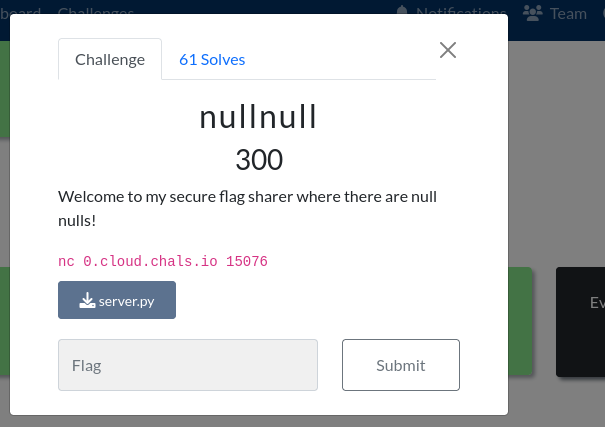 board Challenges Notifications Team
Challenge 61 Solves
nullnull
300
Welcome to my secure flag sharer where there are null
nulls!
nc 0.cloud.chals.io 15076
server.py
Ev
Flag Submit